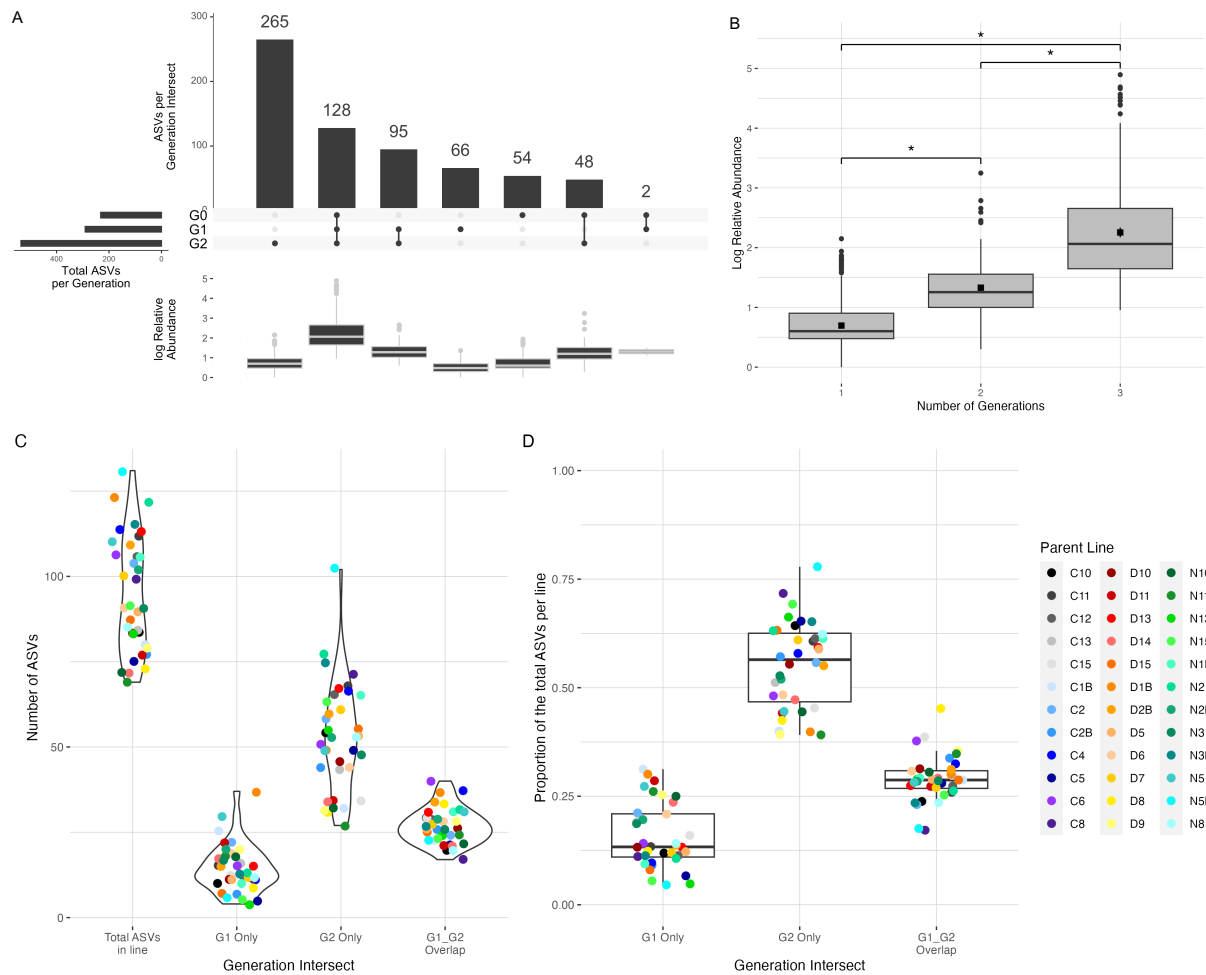 A
300
200
100
0
ASVs per
Generation Intersect
265
128
95
66
54
48
2
G0
G1
G2
400
200
0
Total ASVs
per Generation
log Relative
Abundance
5
4
3
2
1
0
B
Log Relative Abundance
5
4
3
2
1
0
*
*
*
1
2
3
Number of Generations
C
Number of ASVs
100
50
0
Total ASVs
in line
G1 Only
G2 Only
G1_G2
Overlap
Generation Intersect
D
Proportion of the total ASVs per line
1.00
0.75
0.50
0.25
0.00
G1 Only
G2 Only
G1_G2
Overlap
Generation Intersect
Parent Line
C10 D10
C11 D11
C12 D13
C13 D14
C15 D15
C1B D1B N2
C2 D2B
C2B D5 N3
C4 D6
C5 D7 N5
C6 D8
C8 D9 N8